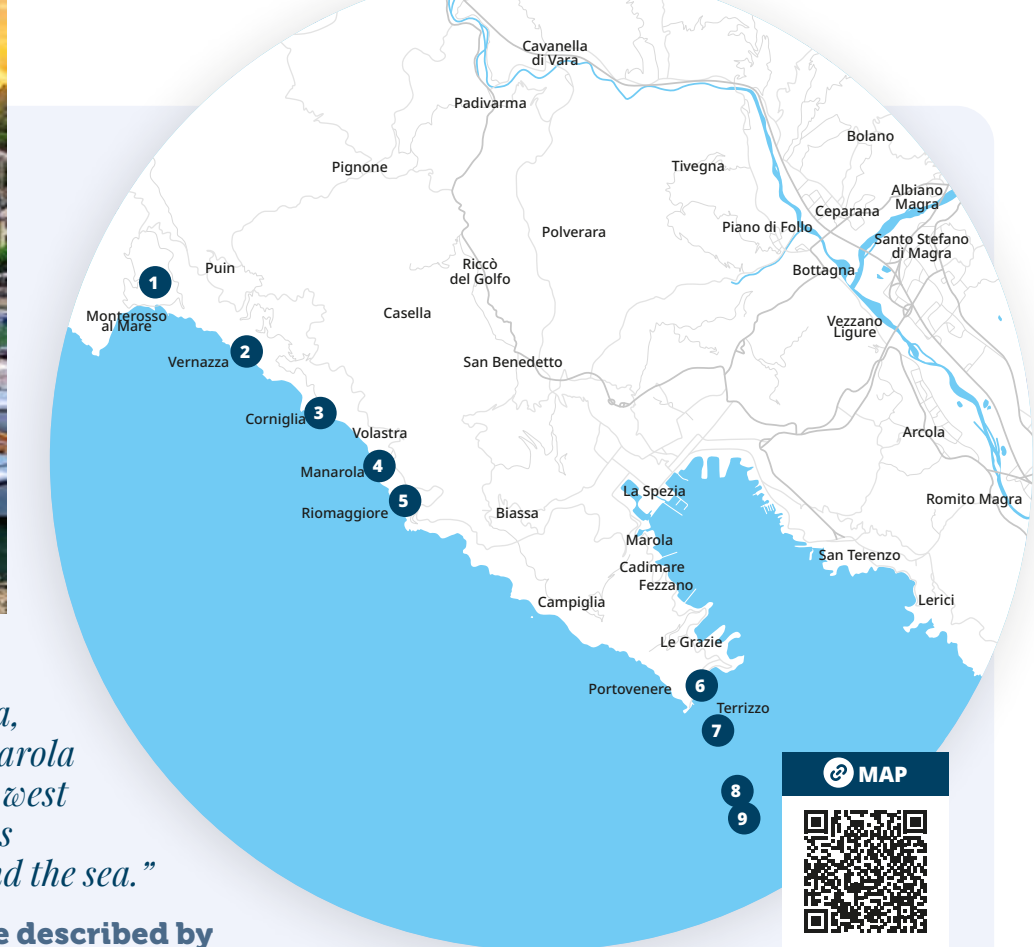 Cavanella
di Vara
Padivarma
Bolano
Pignone
Tivegna
Albiano
Magra
Ceparana
Piano di Follo
Polverara
Santo Stefano
di Magra
Puin
Riccò
del Golfo
Bottagna
1
Monterosso
al Mare
Casella
Vezzano
Ligure
Vernazza
2
San Benedetto
Corniglia
3
Volastra
Arcola
Manarola
4
La Spezia
Romito Magra
5
Riomaggiore
Biassa
Marola
San Terenzo
Cadimare
Fezzano
Campiglia
Lerici
Le Grazie
Portovenere
6
Terrizzo
7
8
9
MAP
a,
arola
west
s
nd the sea.”
e described by